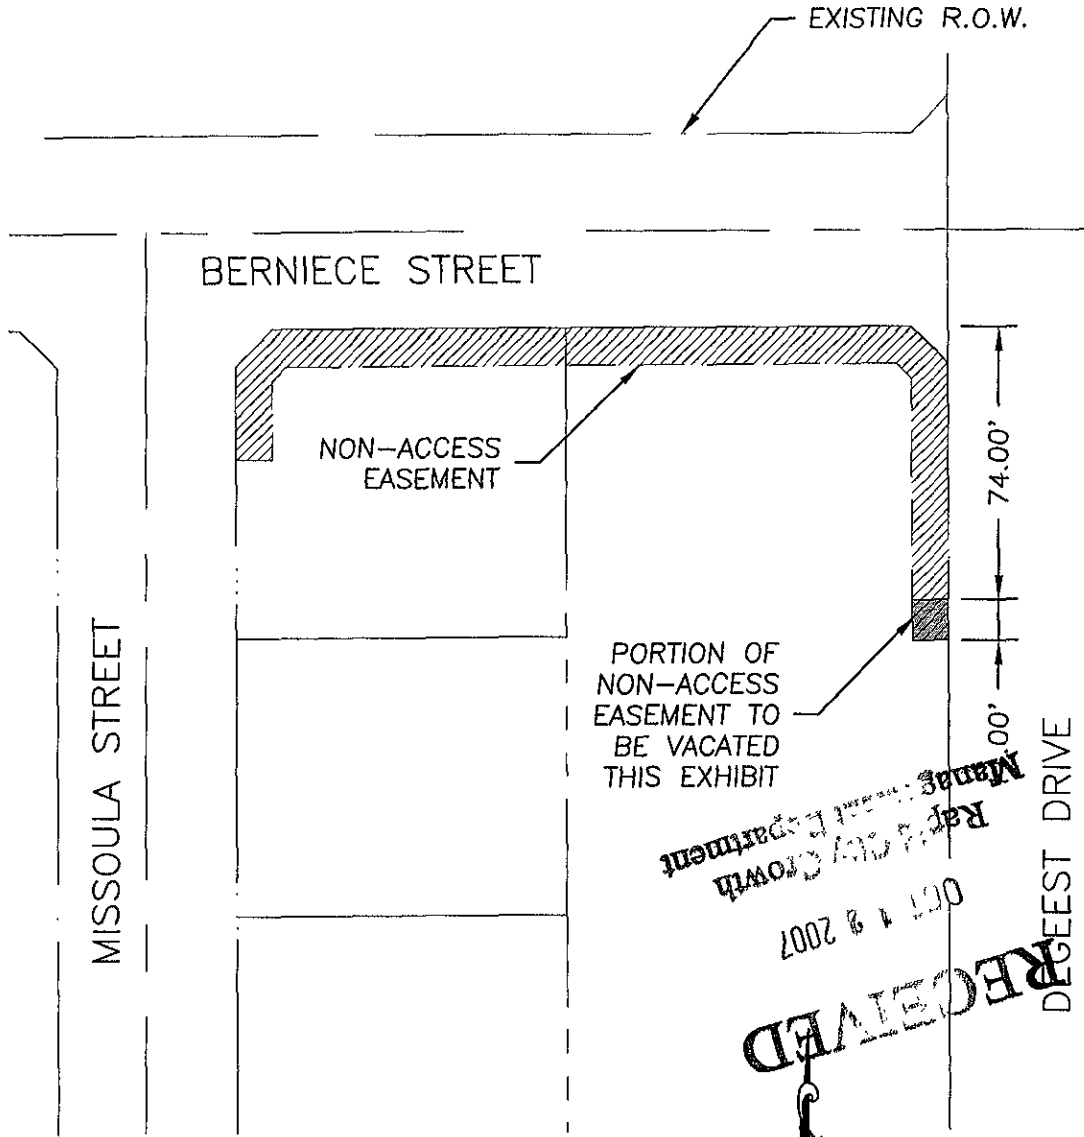 EXISTING R.O.W.
BERNIECE STREET
NON-ACCESS
EASEMENT
74.00'
PORTION OF
NON-ACCESS
EASEMENT TO
BE VACATED
THIS EXHIBIT
.00'
MISSOULA STREET
DEGEEST DRIVE
RECEIVED
2007
Rapid City Growth
Management Department